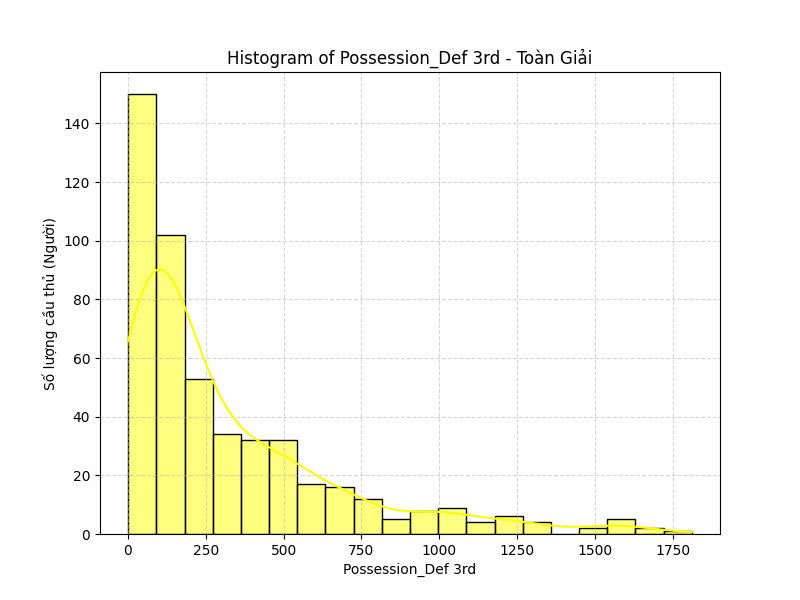 Histogram of Possession_Def 3rd - Toàn Giải
Số lượng cầu thủ (Người)
140
120
100
80
60
40
20
0
0 250 500 750 1000 1250 1500 1750
Possession_Def 3rd